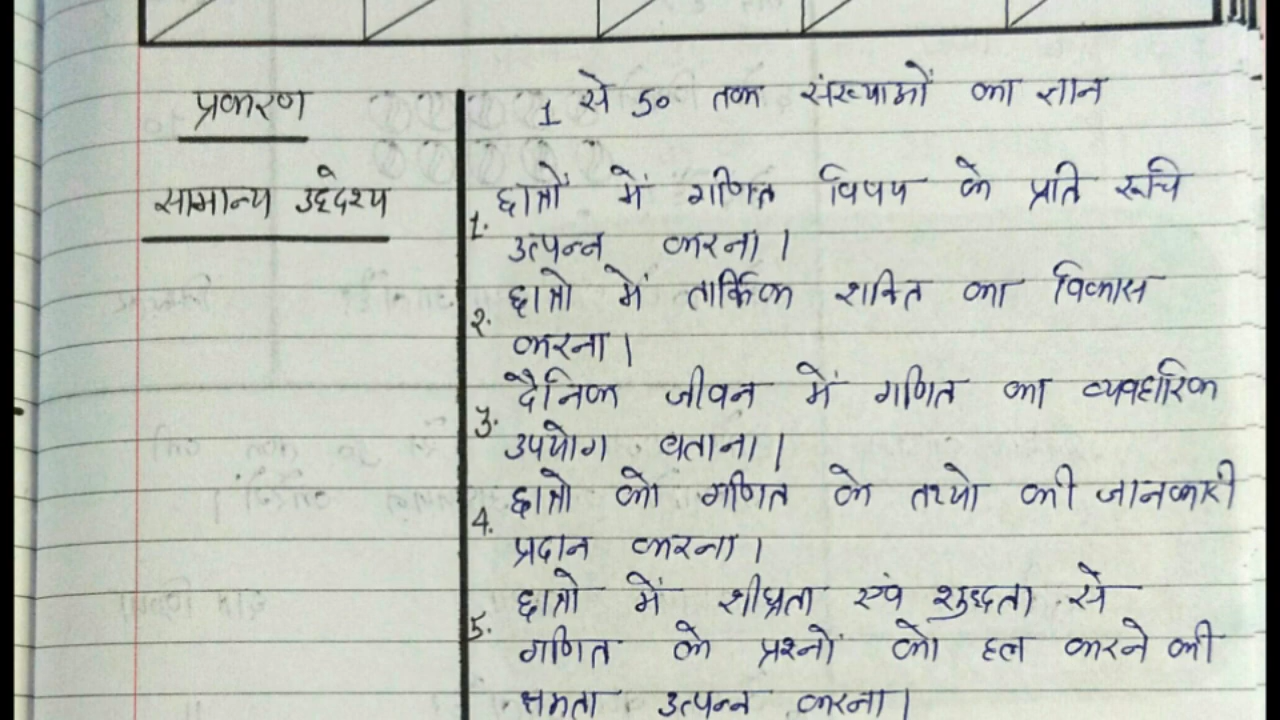 प्रकरण
1 से 50 तक संख्याओं का ज्ञान
सामान्य उद्देश्य
1. छात्रों में गणित विषय के प्रति रूचि
उत्पन्न करना।
2. छात्रो में तार्किक शक्ति का विकास
करना।
3. दैनिक जीवन में गणित का व्यवहारिक
उपयोग बताना।
4. छात्रो को गणित के तथ्यो की जानकारी
प्रदान करना।
5. छात्रो में शीघ्रता एवं शुद्धता से
गणित के प्रश्नों को हल करने की
क्षमता उत्पन्न करना।